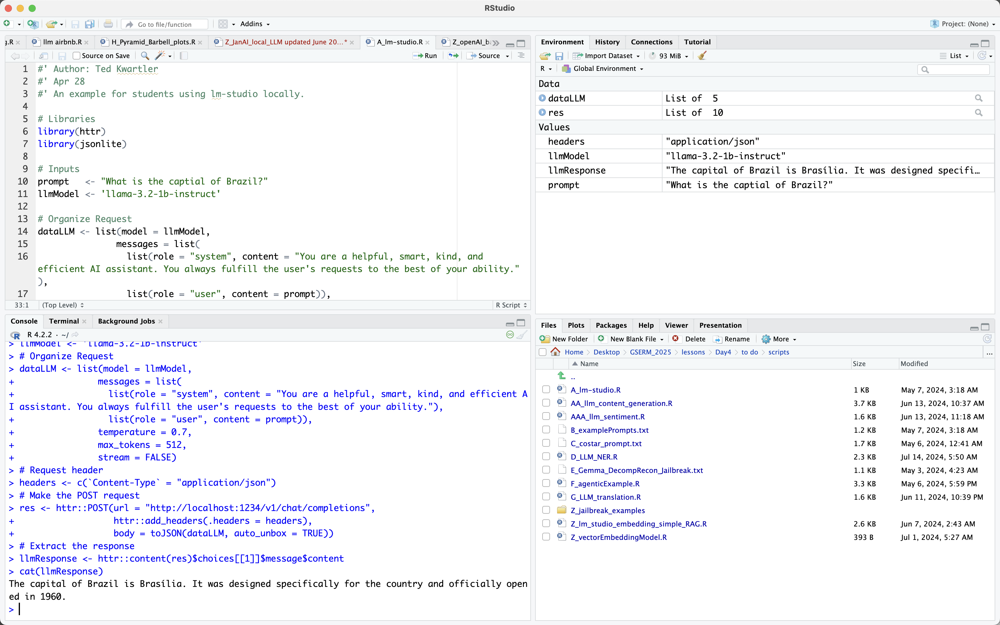 RStudio
Go to file/function
Addins
Project: (None)
g.R
llm airbnb.R
H_Pyramid_Barbell_plots.R
Z_JanAI_local_LLM updated June 20...*
A_lm-studio.R
Z_openAI_ba
Source on Save
Run
Source
1 #' Author: Ted Kwartler
2 #' Apr 28
3 #' An example for students using lm-studio locally.
4
5 # Libraries
6 library(httr)
7 library(jsonlite)
8
9 # Inputs
10 prompt   <- "What is the captial of Brazil?"
11 llmModel <- 'llama-3.2-1b-instruct'
12
13 # Organize Request
14 dataLLM <- list(model = llmModel,
15                messages = list(
16                  list(role = "system", content = "You are a helpful, smart, kind, and
efficient AI assistant. You always fulfill the user's requests to the best of your ability."
),
17                  list(role = "user", content = prompt)),
33:1 (Top Level) R Script
Console Terminal Background Jobs
R 4.2.2 · ~/
> llmModel <- 'llama-3.2-1b-instruct'
> # Organize Request
> dataLLM <- list(model = llmModel,
+                messages = list(
+                  list(role = "system", content = "You are a helpful, smart, kind, and efficient A
I assistant. You always fulfill the user's requests to the best of your ability."),
+                  list(role = "user", content = prompt)),
+                temperature = 0.7,
+                max_tokens = 512,
+                stream = FALSE)
> # Request header
> headers <- c(`Content-Type` = "application/json")
> # Make the POST request
> res <- httr::POST(url = "http://localhost:1234/v1/chat/completions",
+                   httr::add_headers(.headers = headers),
+                   body = toJSON(dataLLM, auto_unbox = TRUE))
> # Extract the response
> llmResponse <- httr::content(res)$choices[[1]]$message$content
> cat(llmResponse)
The capital of Brazil is Brasília. It was designed specifically for the country and officially open
ed in 1960.
>
Environment History Connections Tutorial
Import Dataset 93 MiB List
R Global Environment
Data
dataLLM List of  5
res List of  10
Values
headers "application/json"
llmModel "llama-3.2-1b-instruct"
llmResponse "The capital of Brazil is Brasília. It was designed specifi…
prompt "What is the captial of Brazil?"
Files Plots Packages Help Viewer Presentation
New Folder New Blank File Delete Rename More
Home Desktop GSERM_2025 lessons Day4 to do scripts ...
Name Size Modified
..
A_lm-studio.R 1 KB May 7, 2024, 3:18 AM
AA_llm_content_generation.R 3.7 KB Jun 13, 2024, 10:37 AM
AAA_llm_sentiment.R 1.6 KB Jun 13, 2024, 11:18 AM
B_examplePrompts.txt 1.2 KB May 7, 2024, 3:18 AM
C_costar_prompt.txt 1.7 KB May 6, 2024, 12:41 AM
D_LLM_NER.R 2.3 KB Jul 14, 2024, 5:50 AM
E_Gemma_DecompRecon_Jailbreak.txt 1.1 KB May 3, 2024, 4:23 AM
F_agenticExample.R 3.3 KB May 6, 2024, 5:59 PM
G_LLM_translation.R 1.6 KB Jun 11, 2024, 10:39 PM
Z_jailbreak_examples
Z_lm_studio_embedding_simple_RAG.R 2.6 KB Jun 7, 2024, 2:43 AM
Z_vectorEmbeddingModel.R 393 B Jul 1, 2024, 5:27 AM